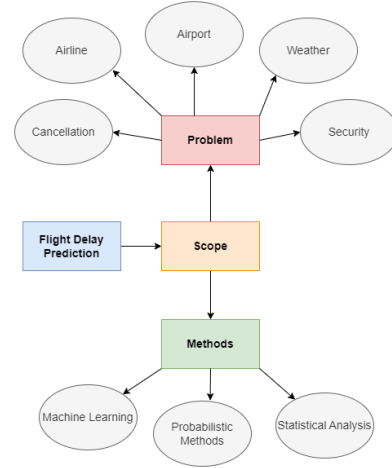 Airport
Airline
Weather
Cancellation
Problem
Security
Flight Delay
Prediction
Scope
Methods
Machine Learning
Probabilistic
Methods
Statistical Analysis